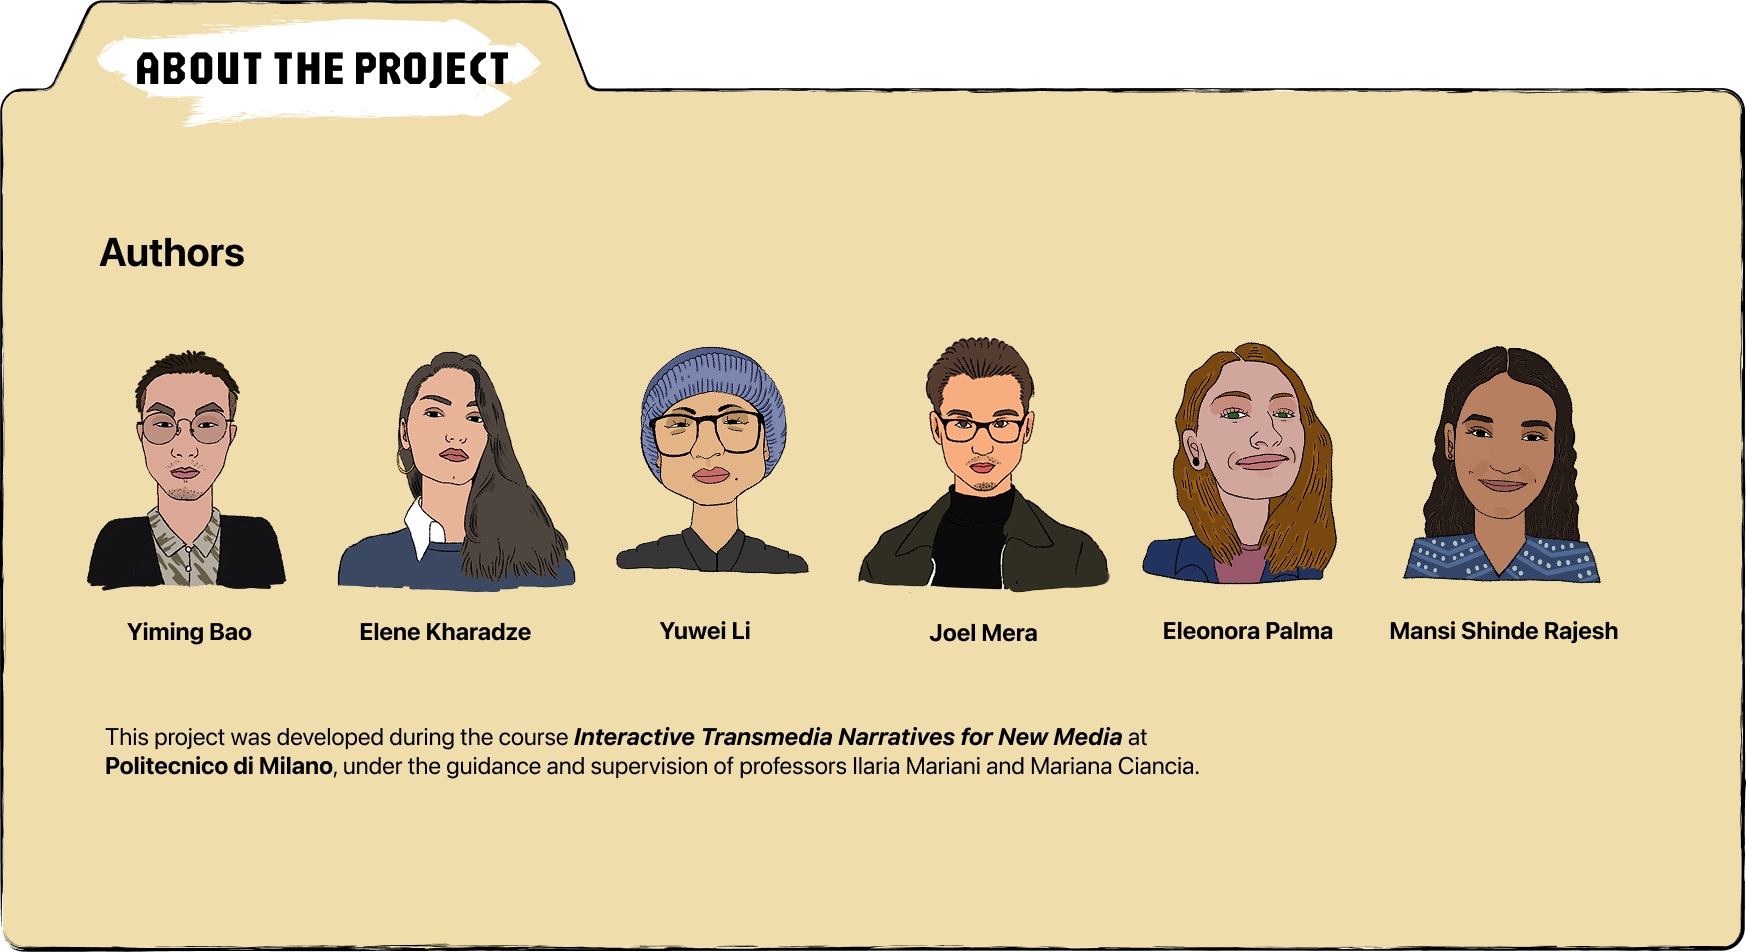 ABOUT THE PROJECT
Authors
Yiming Bao
Elene Kharadze
Yuwei Li
Joel Mera
Eleonora Palma
Mansi Shinde Rajesh
This project was developed during the course Interactive Transmedia Narratives for New Media at
Politecnico di Milano, under the guidance and supervision of professors Ilaria Mariani and Mariana Ciancia.